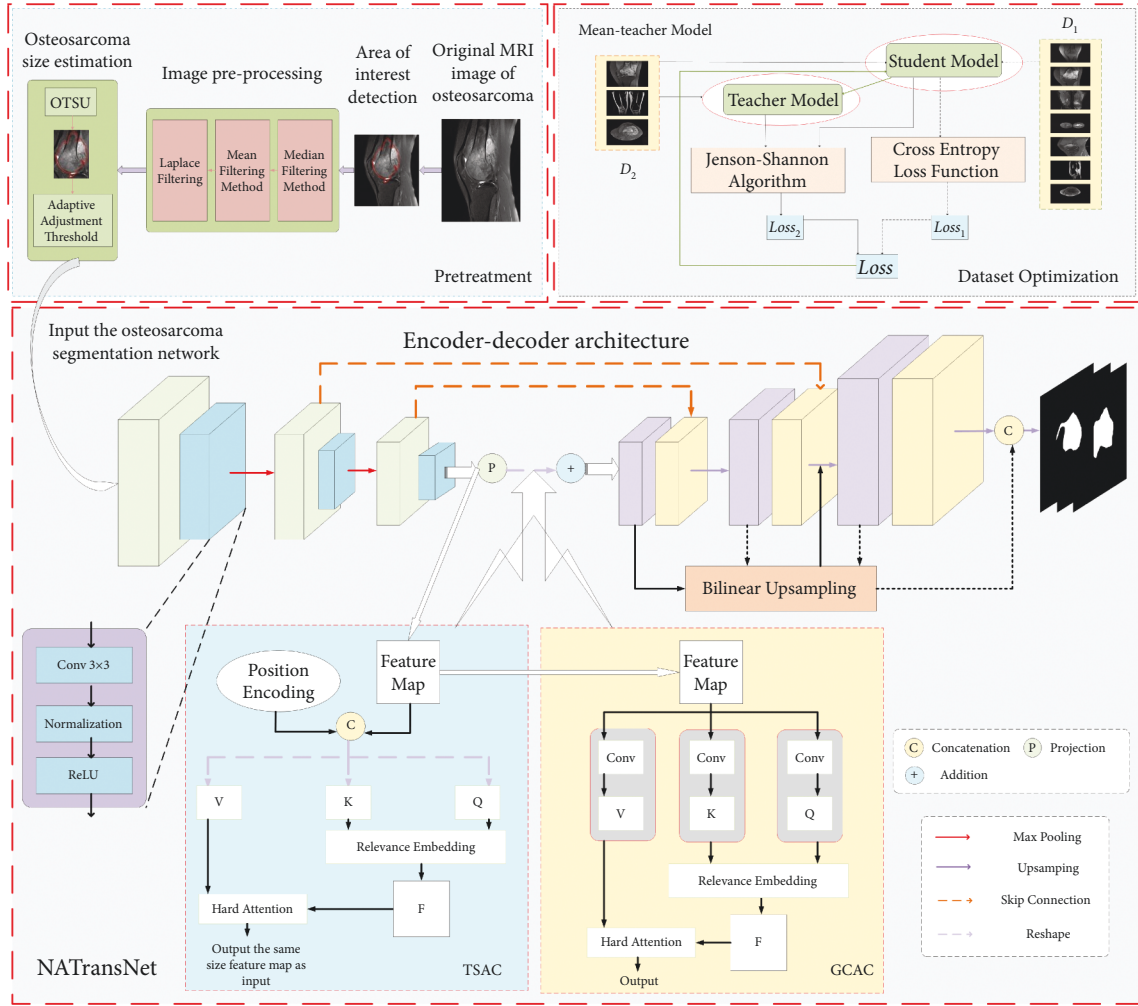 Osteosarcoma
size estimation
OTSU
Adaptive
Adjustment
Threshold
Image pre-processing
Laplace
Filtering
Mean
Filtering
Method
Median
Filtering
Method
Area of
interest
detection
Original MRI
image of
osteosarcoma
Pretreatment
Mean-teacher Model
D2
Teacher Model
Student Model
D1
Jenson-Shannon
Algorithm
Cross Entropy
Loss Function
Loss2
Loss1
Loss
Dataset Optimization
Input the osteosarcoma
segmentation network
Encoder-decoder architecture
P
+
C
Bilinear Upsampling
Conv 3×3
Normalization
ReLU
Position
Encoding
Feature
Map
C
V
K
Q
Relevance Embedding
Hard Attention
F
Output the same
size feature map as
input
TSAC
Feature
Map
Conv
Conv
Conv
V
K
Q
Relevance Embedding
Hard Attention
F
Output
GCAC
C Concatenation
P Projection
+ Addition
Max Pooling
Upsamping
Skip Connection
Reshape
NATransNet